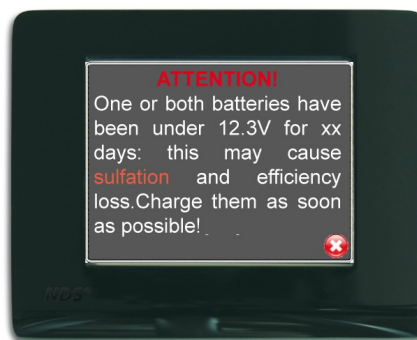 ATTENTION!
One or both batteries have
been under 12.3V for xx
days: this may cause
sulfation and efficiency
loss.Charge them as soon
as possible!
NDS